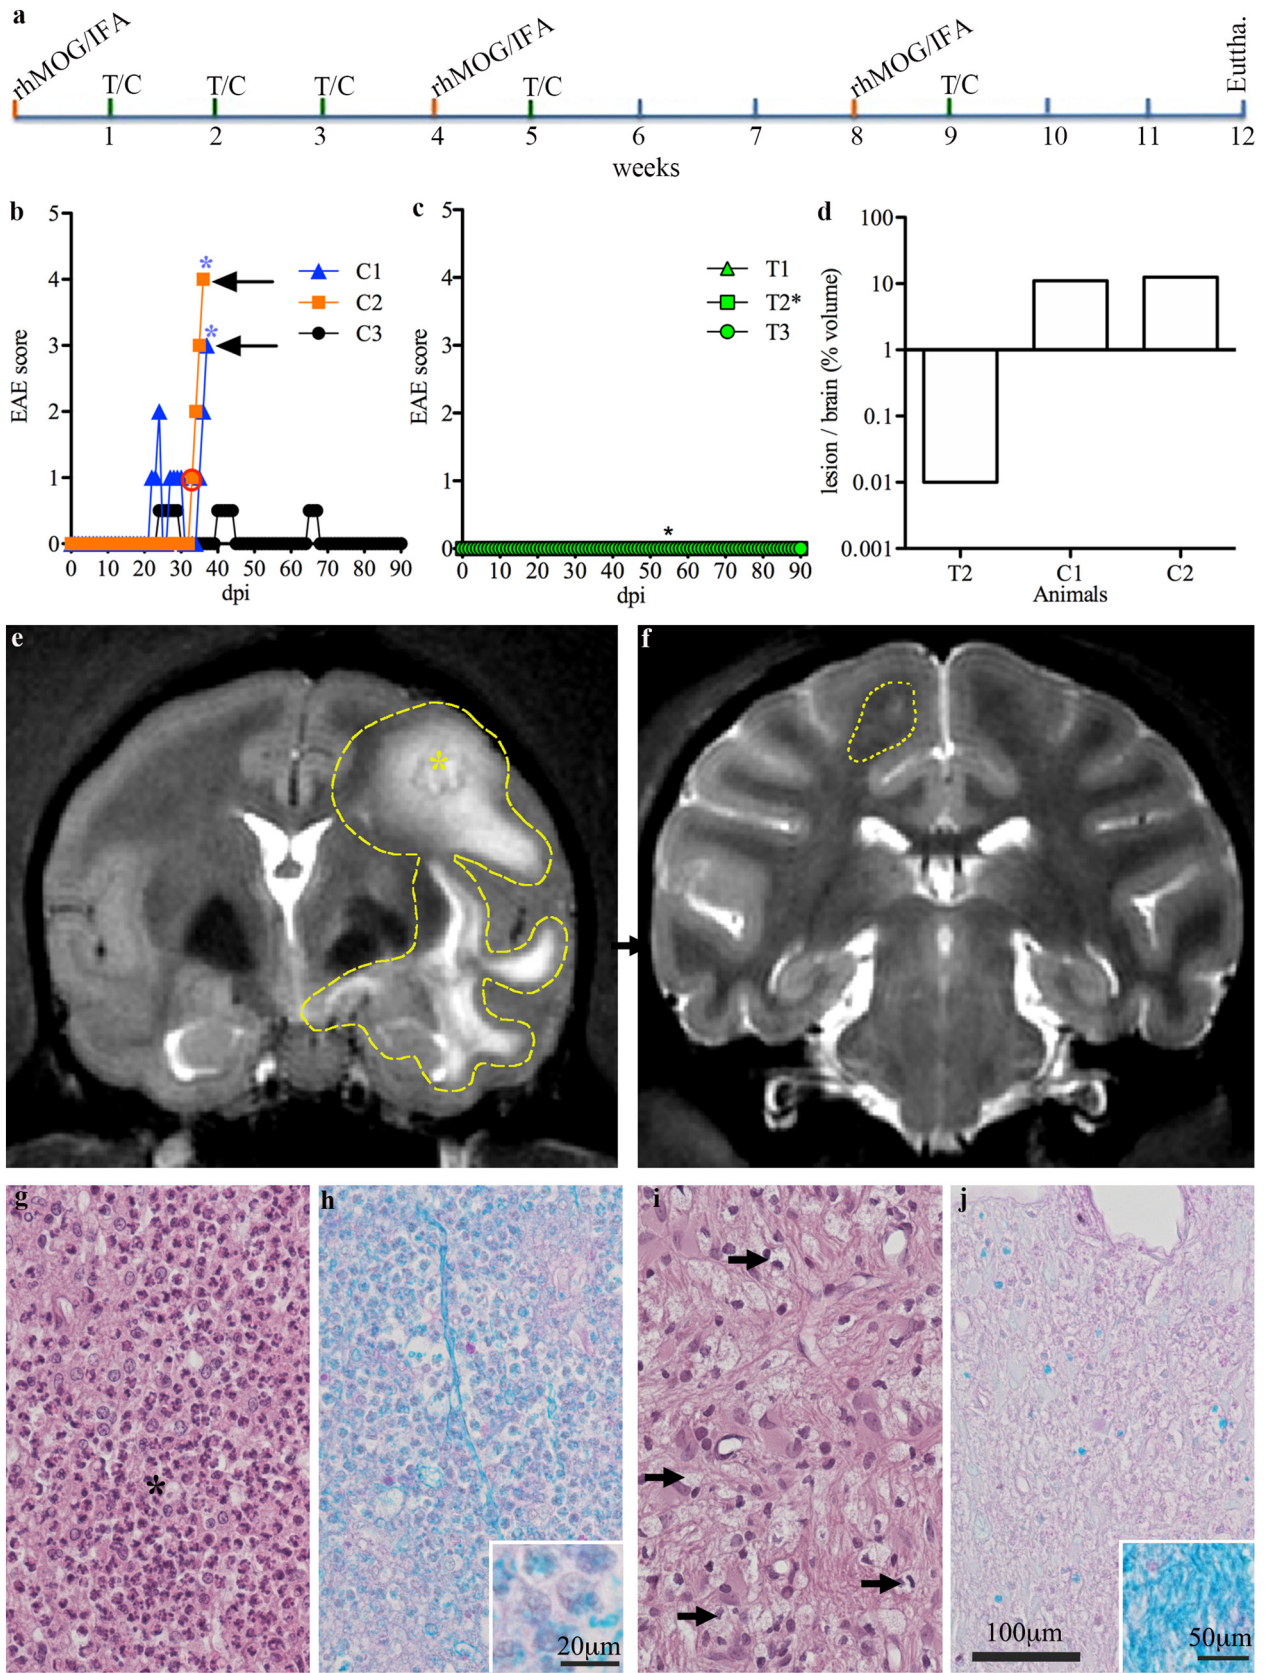 a
rhMOG/IFA
T/C
T/C
T/C
rhMOG/IFA
T/C
rhMOG/IFA
T/C
Euttha.
1 2 3 4 5 6 7 8 9 10 11 12
weeks
b
EAE score
5
4
3
2
1
0
* *
C1
C2
C3
0 10 20 30 40 50 60 70 80 90
dpi
c
EAE score
5
4
3
2
1
0
T1
T2*
T3
*
0 10 20 30 40 50 60 70 80 90
dpi
d
lesion / brain (% volume)
100
10
1
0.1
0.01
0.001
T2 C1 C2
Animals
e
*
f
g
*
h
20µm
i
j
100µm
50µm